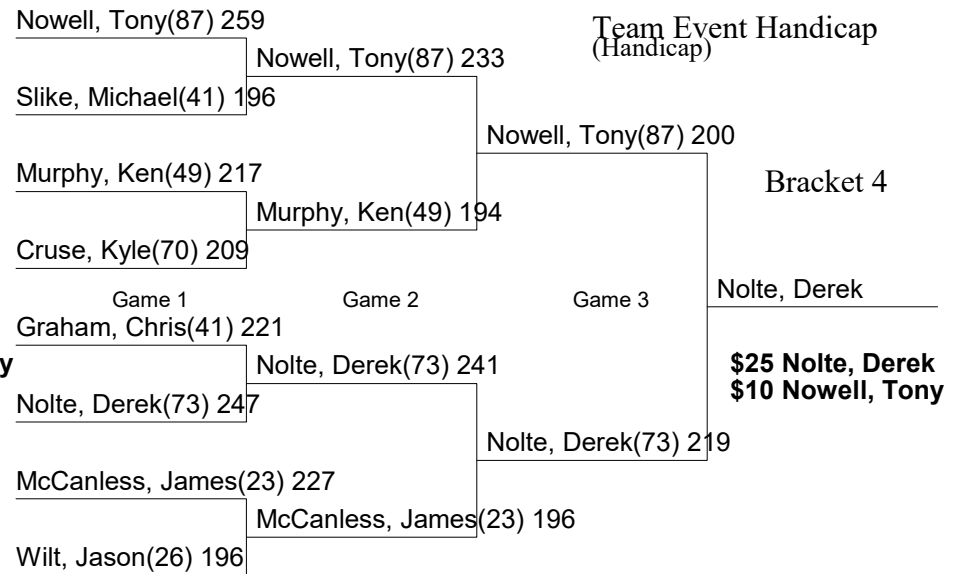 Nowell, Tony(87) 259
Team Event Handicap
(Handicap)
Nowell, Tony(87) 233
Slike, Michael(41) 196
Nowell, Tony(87) 200
Murphy, Ken(49) 217
Bracket 4
Murphy, Ken(49) 194
Cruse, Kyle(70) 209
Game 1
Game 2
Game 3
Nolte, Derek
Graham, Chris(41) 221
y
Nolte, Derek(73) 241
$25 Nolte, Derek
$10 Nowell, Tony
Nolte, Derek(73) 247
Nolte, Derek(73) 219
McCanless, James(23) 227
McCanless, James(23) 196
Wilt, Jason(26) 196